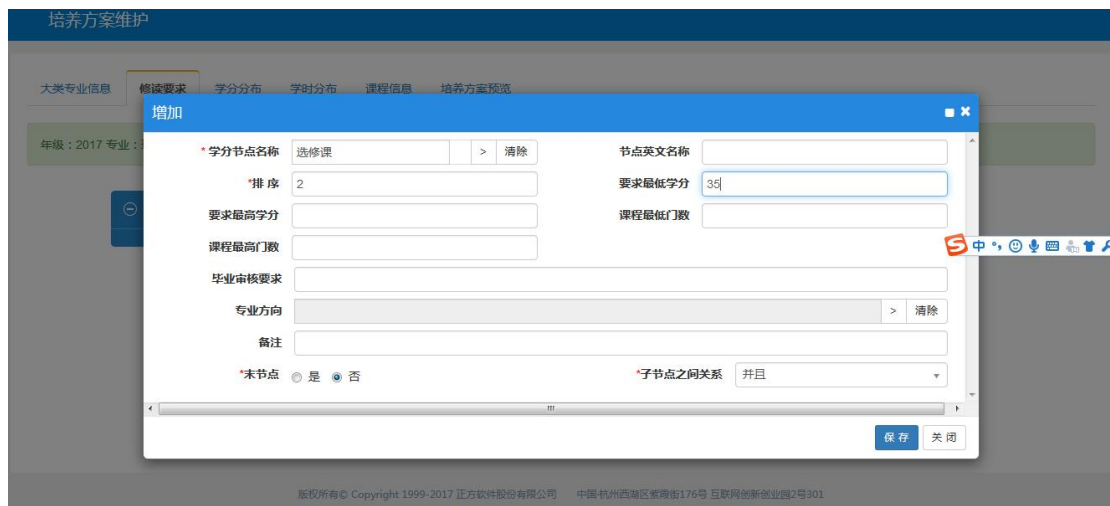 培养方案维护
大类专业信息 修读要求 学分分布 学时分布 课程信息 培养方案预览
增加
年级：2017 专业：
* 学分节点名称 选修课 > 清除 节点英文名称
*排 序 2 要求最低学分 35
要求最高学分 课程最低门数
课程最高门数
中
毕业审核要求
专业方向 > 清除
备注
*末节点 是 否 *子节点之间关系 并且
保 存 关 闭
版权所有© Copyright 1999-2017 正方软件股份有限公司 中国·杭州西湖区紫霞街176号 互联网创新创业园2号301